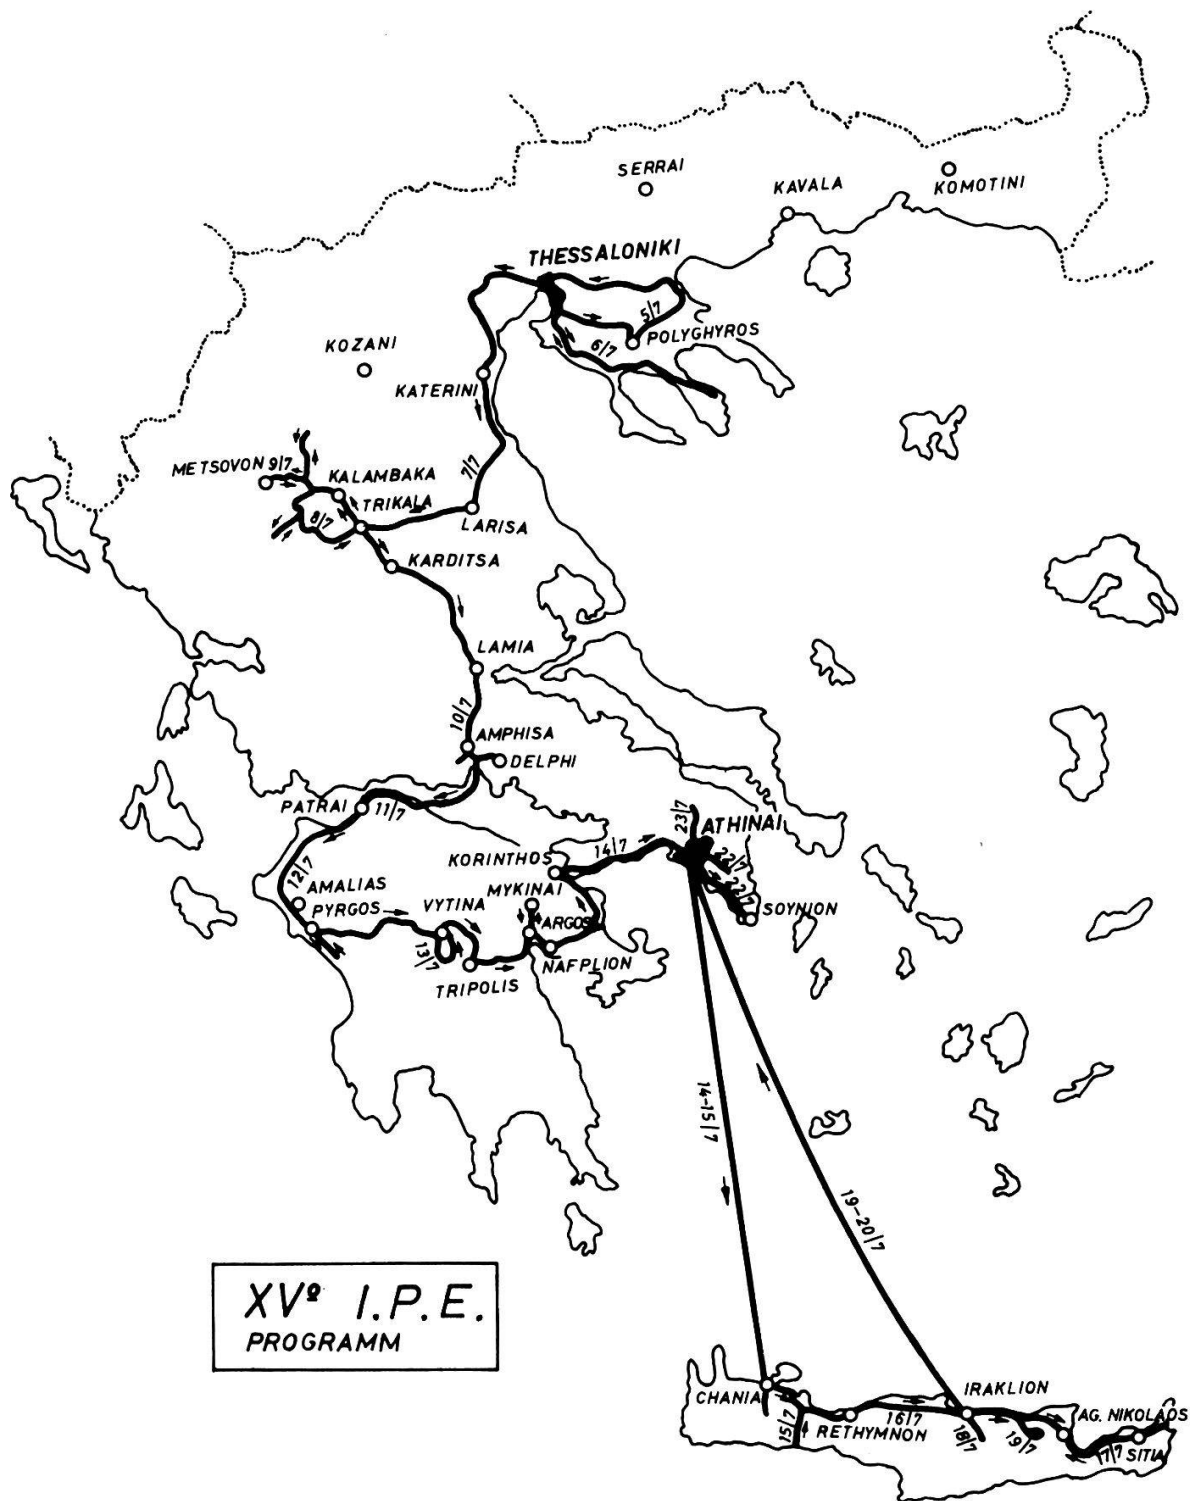 SERRAI
KAVALA
KOMOTINI
THESSALONIKI
5/7
POLYGHYROS
6/7
KOZANI
KATERINI
METSOVON 9/7
KALAMBAKA
7/7
TRIKALA
8/7
LARISA
KARDITSA
LAMIA
10/7
AMPHISA
DELPHI
PATRAI
11/7
23/7
ATHINAI
14/7
KORINTHOS
22/7
22/7
12/7
AMALIAS
MYKINAI
PYRGOS
VYTINA
ARGOS
SOYNION
13/7
NAFPLION
TRIPOLIS
14-15/7
19-20/7
XVº I.P.E.
PROGRAMM
CHANIA
IRAKLION
15/7
RETHYMNON
16/7
18/7
19/7
AG. NIKOLAOS
17/7
SITIA